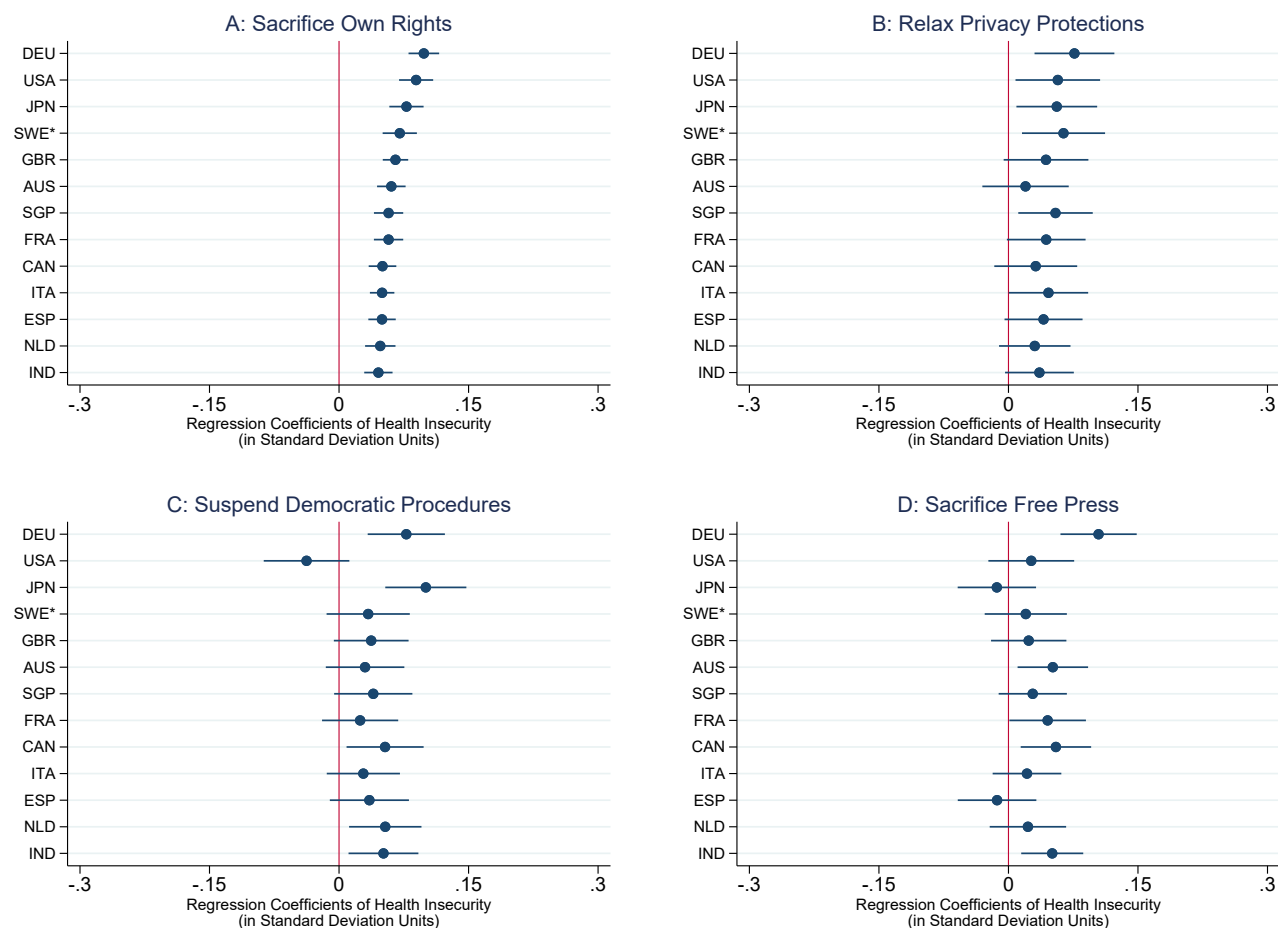 A: Sacrifice Own Rights
DEU
USA
JPN
SWE*
GBR
AUS
SGP
FRA
CAN
ITA
ESP
NLD
IND
-.3 -.15 0 .15 .3
Regression Coefficients of Health Insecurity
(in Standard Deviation Units)
B: Relax Privacy Protections
DEU
USA
JPN
SWE*
GBR
AUS
SGP
FRA
CAN
ITA
ESP
NLD
IND
-.3 -.15 0 .15 .3
Regression Coefficients of Health Insecurity
(in Standard Deviation Units)
C: Suspend Democratic Procedures
DEU
USA
JPN
SWE*
GBR
AUS
SGP
FRA
CAN
ITA
ESP
NLD
IND
-.3 -.15 0 .15 .3
Regression Coefficients of Health Insecurity
(in Standard Deviation Units)
D: Sacrifice Free Press
DEU
USA
JPN
SWE*
GBR
AUS
SGP
FRA
CAN
ITA
ESP
NLD
IND
-.3 -.15 0 .15 .3
Regression Coefficients of Health Insecurity
(in Standard Deviation Units)